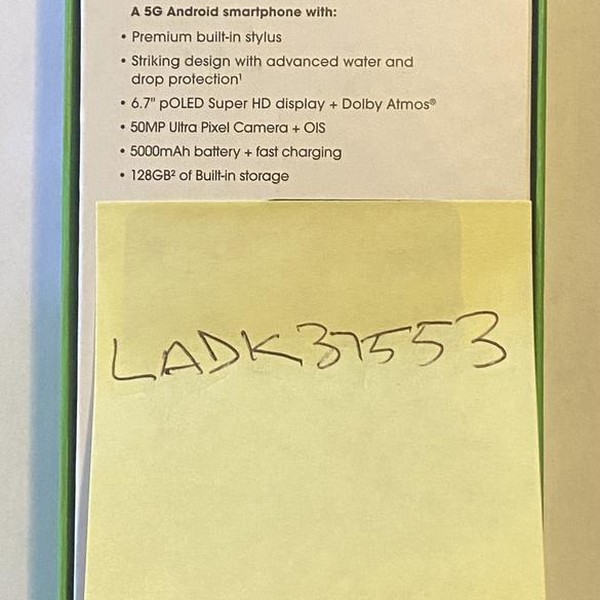 A 5G Android smartphone with:
• Premium built-in stylus
• Striking design with advanced water and
drop protection¹
• 6.7" pOLED Super HD display + Dolby Atmos®
• 50MP Ultra Pixel Camera + OIS
• 5000mAh battery + fast charging
• 128GB² of Built-in storage
LADK37553